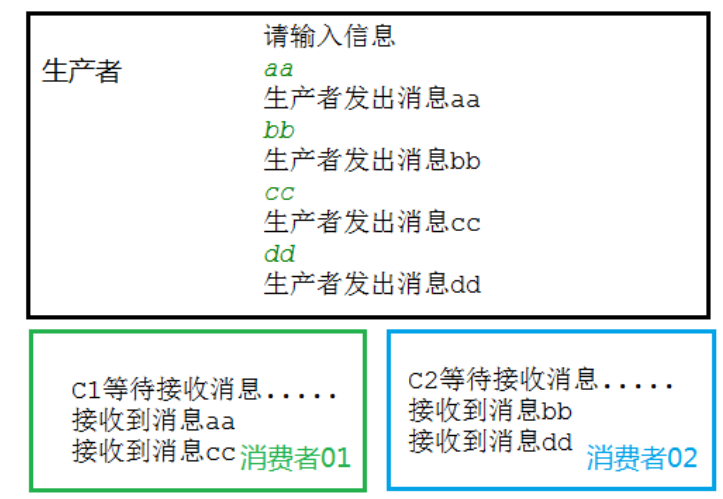 请输入信息
生产者
aa
生产者发出消息aa
bb
生产者发出消息bb
cc
生产者发出消息cc
dd
生产者发出消息dd
C1等待接收消息.....
接收到消息aa
接收到消息cc
消费者01
C2等待接收消息.....
接收到消息bb
接收到消息dd
消费者02